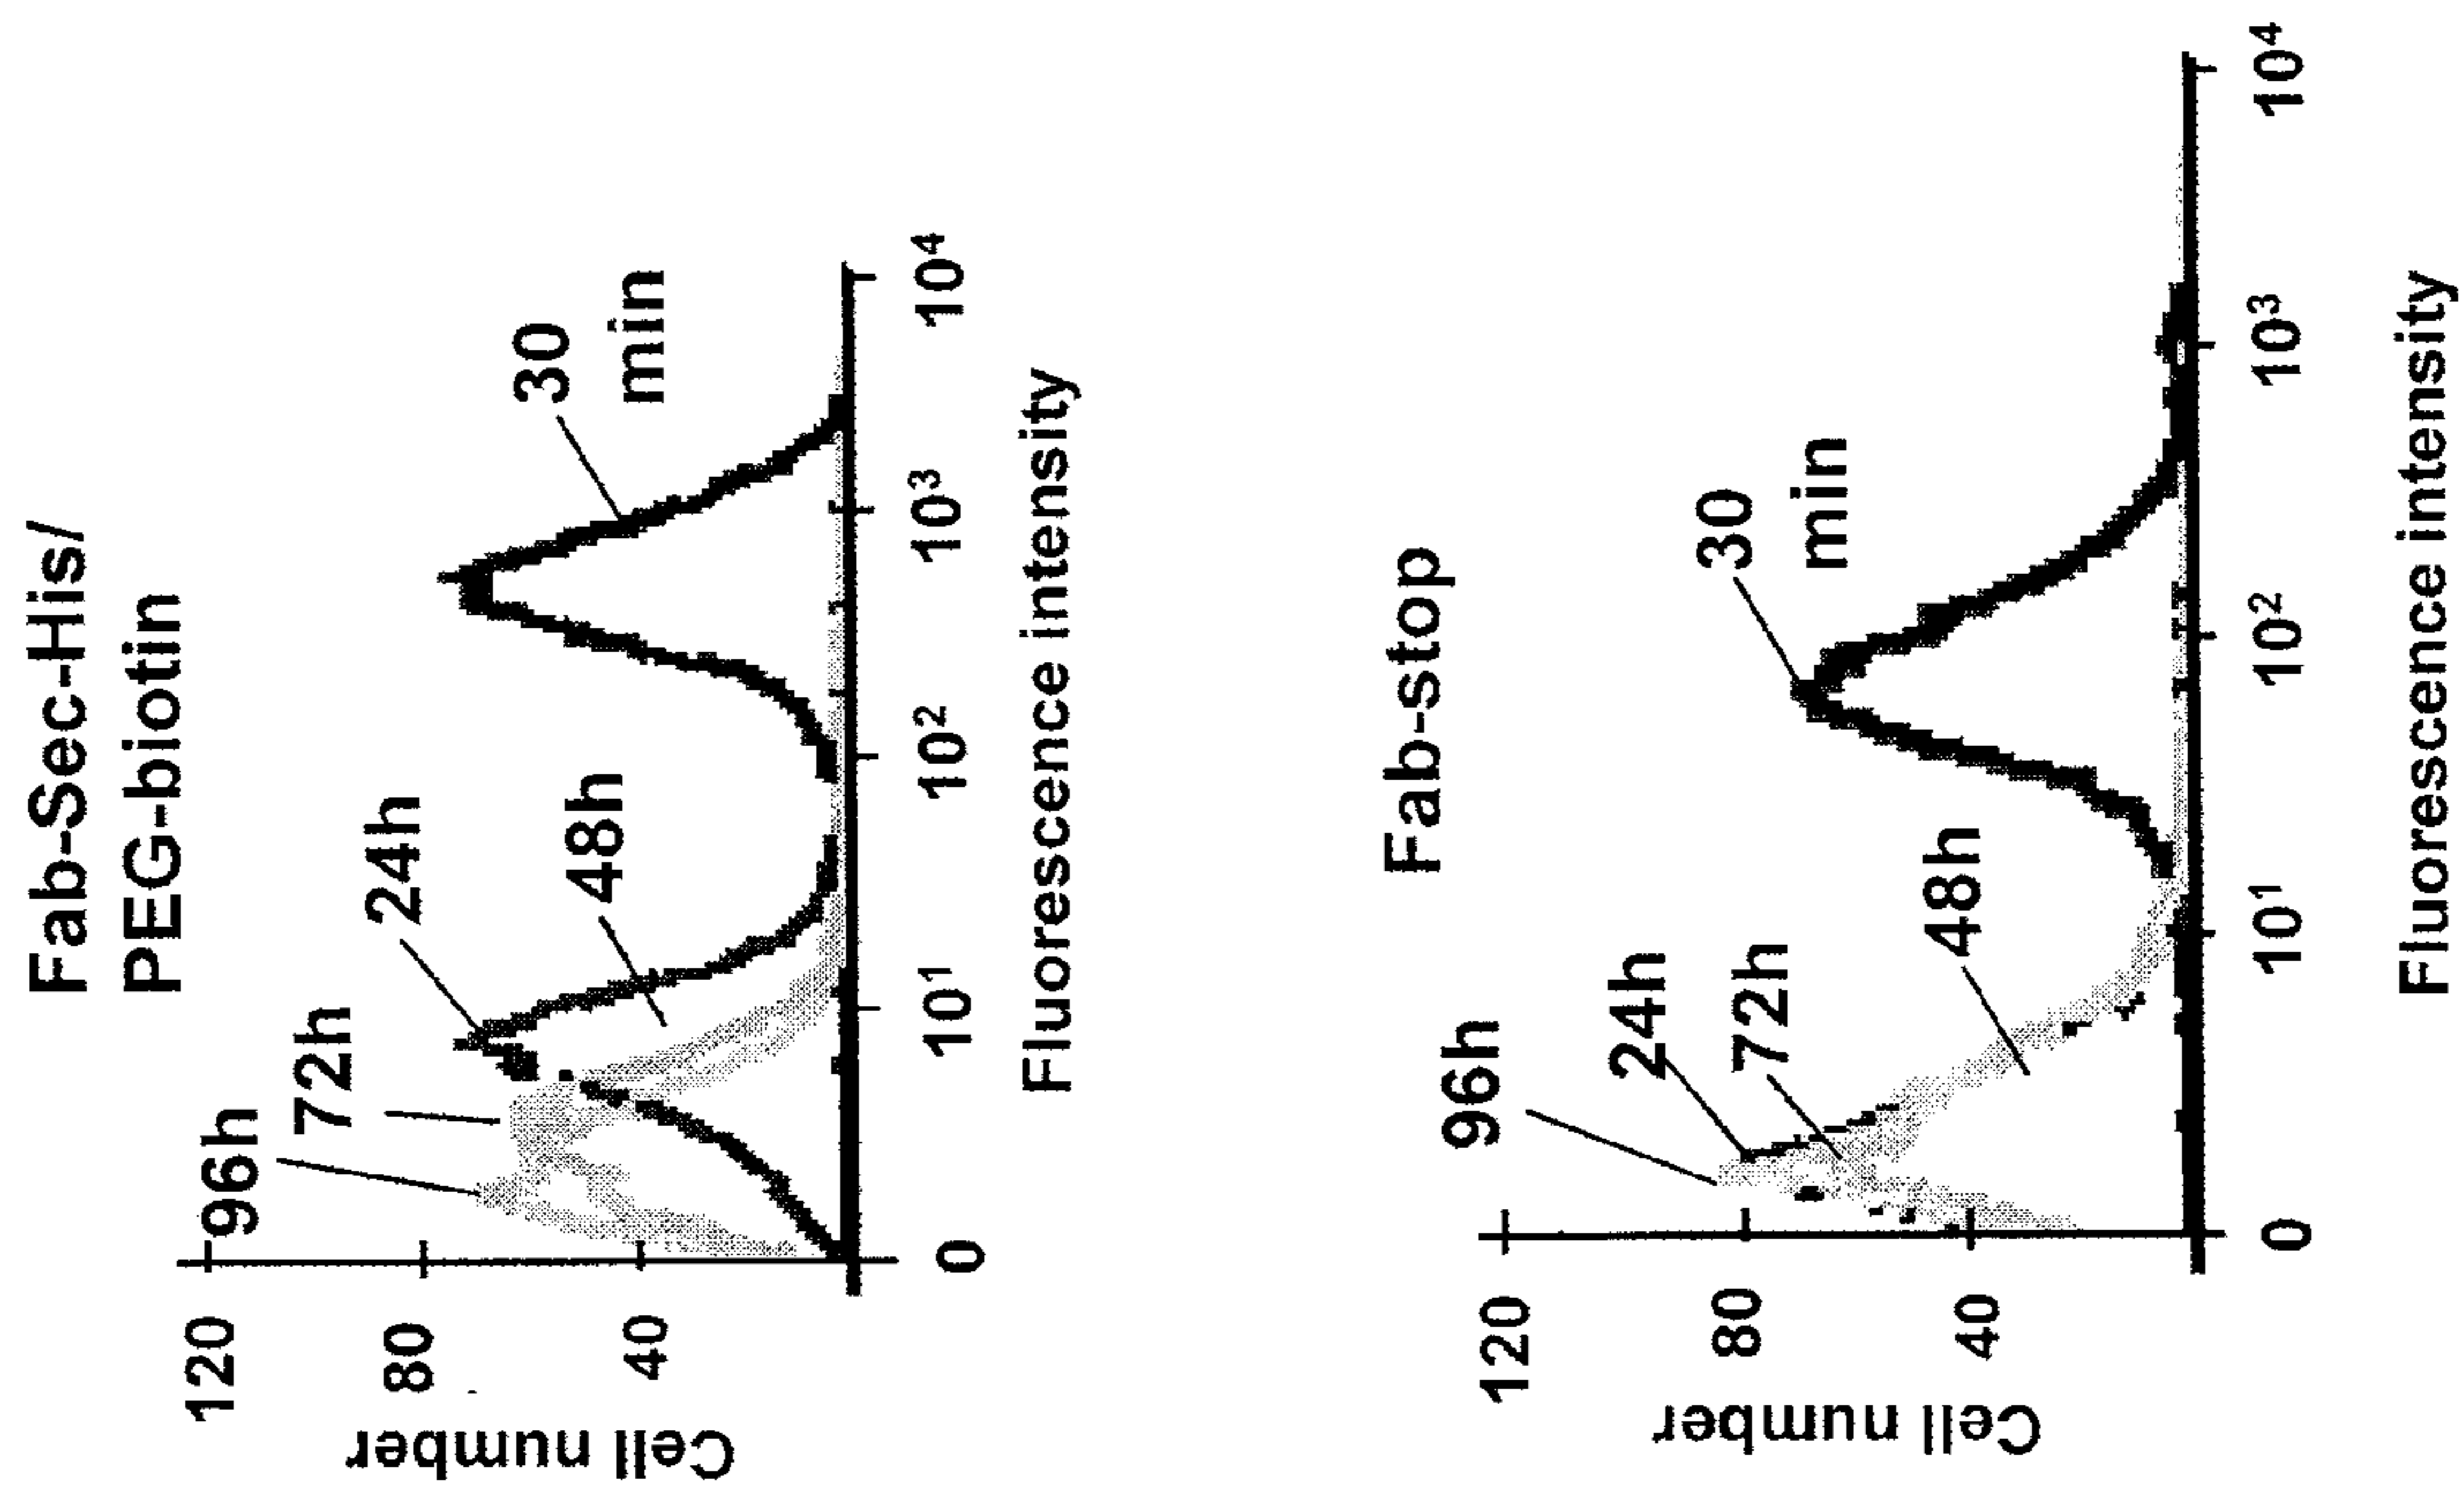 Fab-Sec-His/
PEG-biotin
Cell number
120
80
40
96h
72h
24h
48h
30
min
0
10¹
10²
10³
10⁴
Fluorescence intensity
Fab-stop
Cell number
120
80
40
96h
24h
72h
48h
30
min
0
10¹
10²
10³
10⁴
Fluorescence intensity